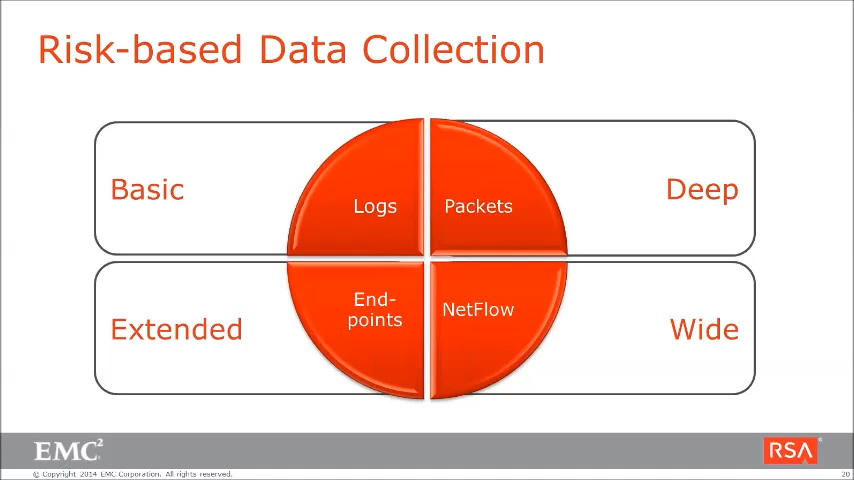 Risk-based Data Collection
Basic
Logs
Packets
Deep
Extended
End-
points
NetFlow
Wide
EMC²
RSA®
© Copyright 2014 EMC Corporation. All rights reserved.
20